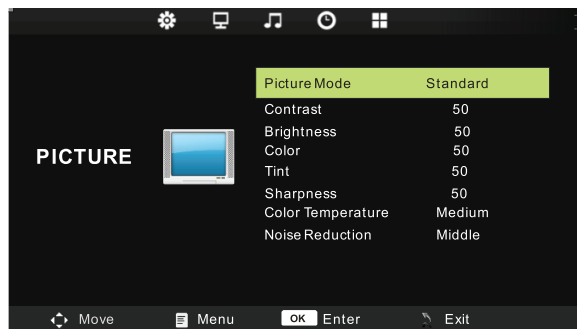 Picture Mode Standard
Contrast 50
Brightness 50
Color 50
PICTURE
Tint 50
Sharpness 50
Color Temperature Medium
Noise Reduction Middle
Move Menu OK Enter Exit